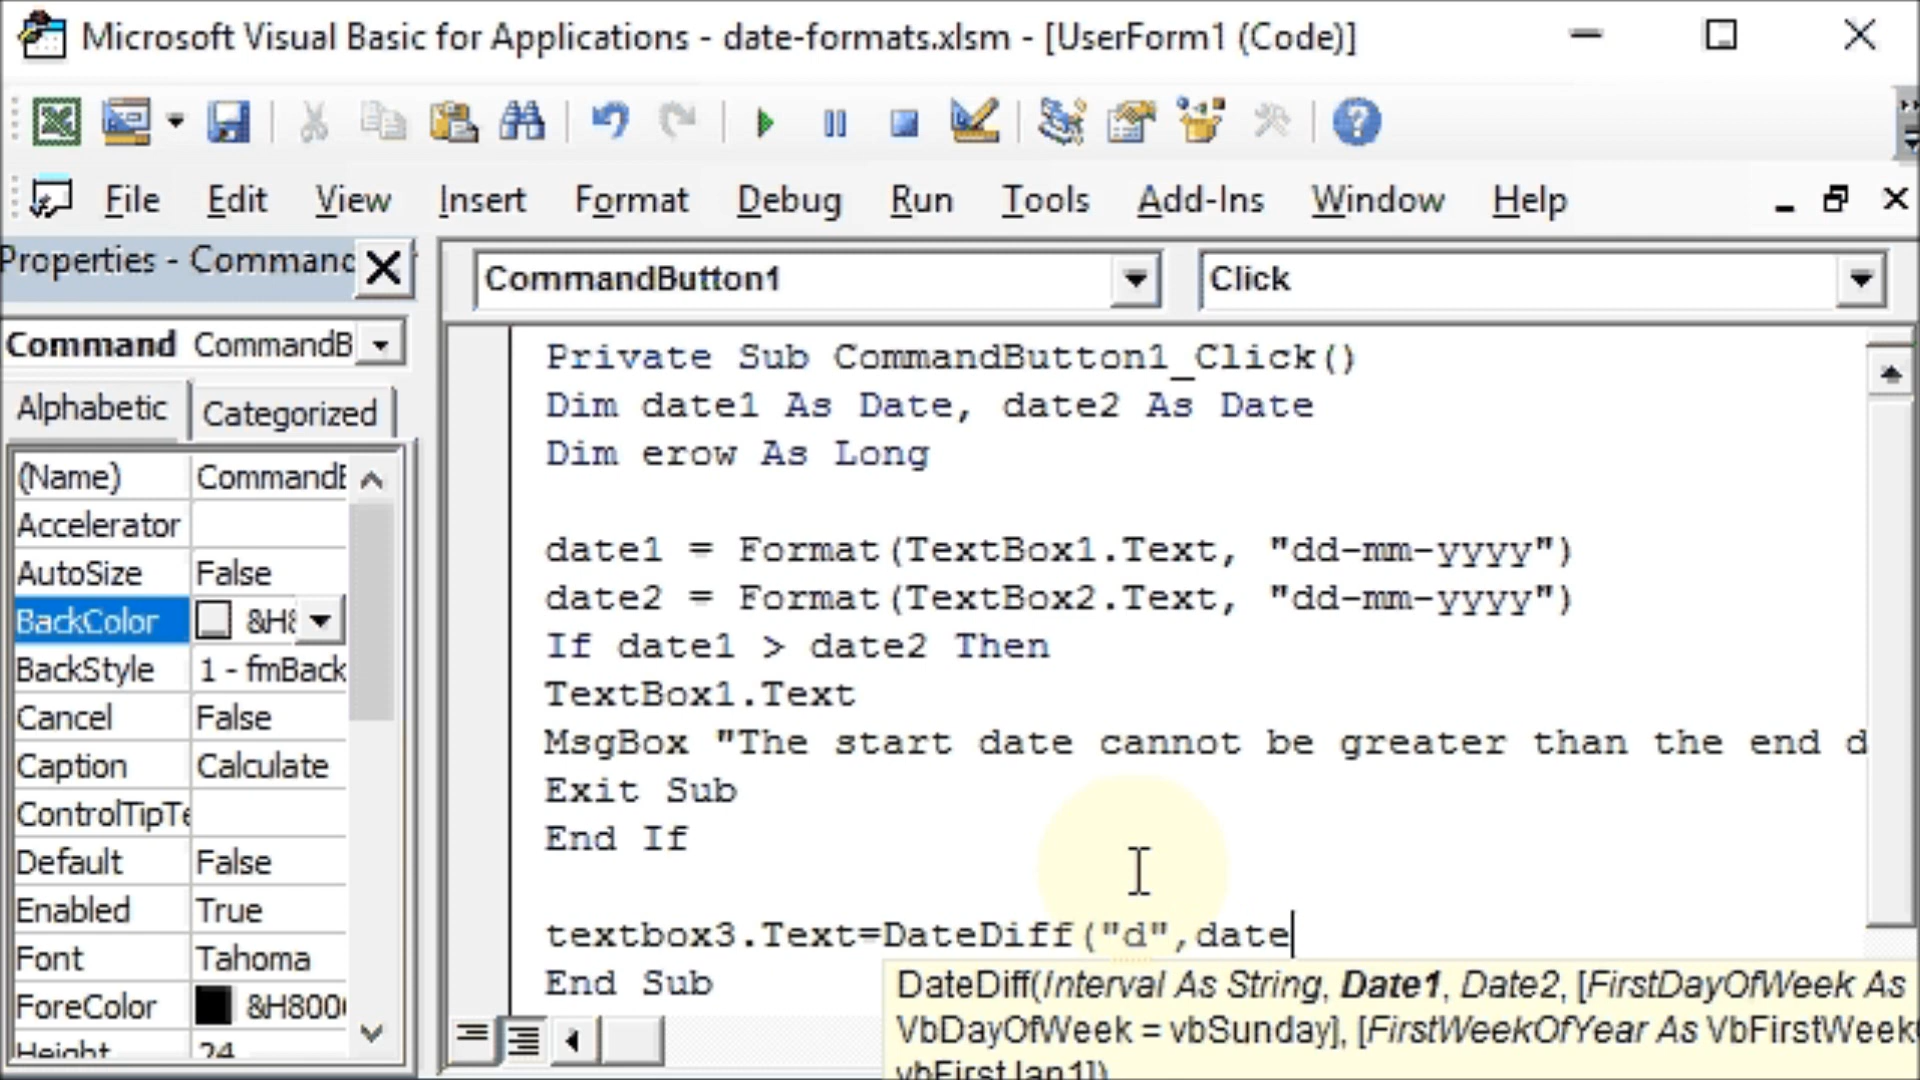 Microsoft Visual Basic for Applications - date-formats.xlsm - [UserForm1 (Code)]
File Edit View Insert Format Debug Run Tools Add-Ins Window Help
Properties - Command
CommandButton1
Click
Command CommandB
Alphabetic
Categorized
(Name) CommandB
Accelerator
AutoSize False
BackColor &H8
BackStyle 1 - fmBack
Cancel False
Caption Calculate
ControlTipTe
Default False
Enabled True
Font Tahoma
ForeColor &H800
Height 24
Private Sub CommandButton1_Click()
Dim date1 As Date, date2 As Date
Dim erow As Long
date1 = Format(TextBox1.Text, "dd-mm-yyyy")
date2 = Format(TextBox2.Text, "dd-mm-yyyy")
If date1 > date2 Then
TextBox1.Text
MsgBox "The start date cannot be greater than the end d
Exit Sub
End If
textbox3.Text=DateDiff("d",date
End Sub
DateDiff(Interval As String, Date1, Date2, [FirstDayOfWeek As
VbDayOfWeek = vbSunday], [FirstWeekOfYear As VbFirstWeek
vbFirstJan1])